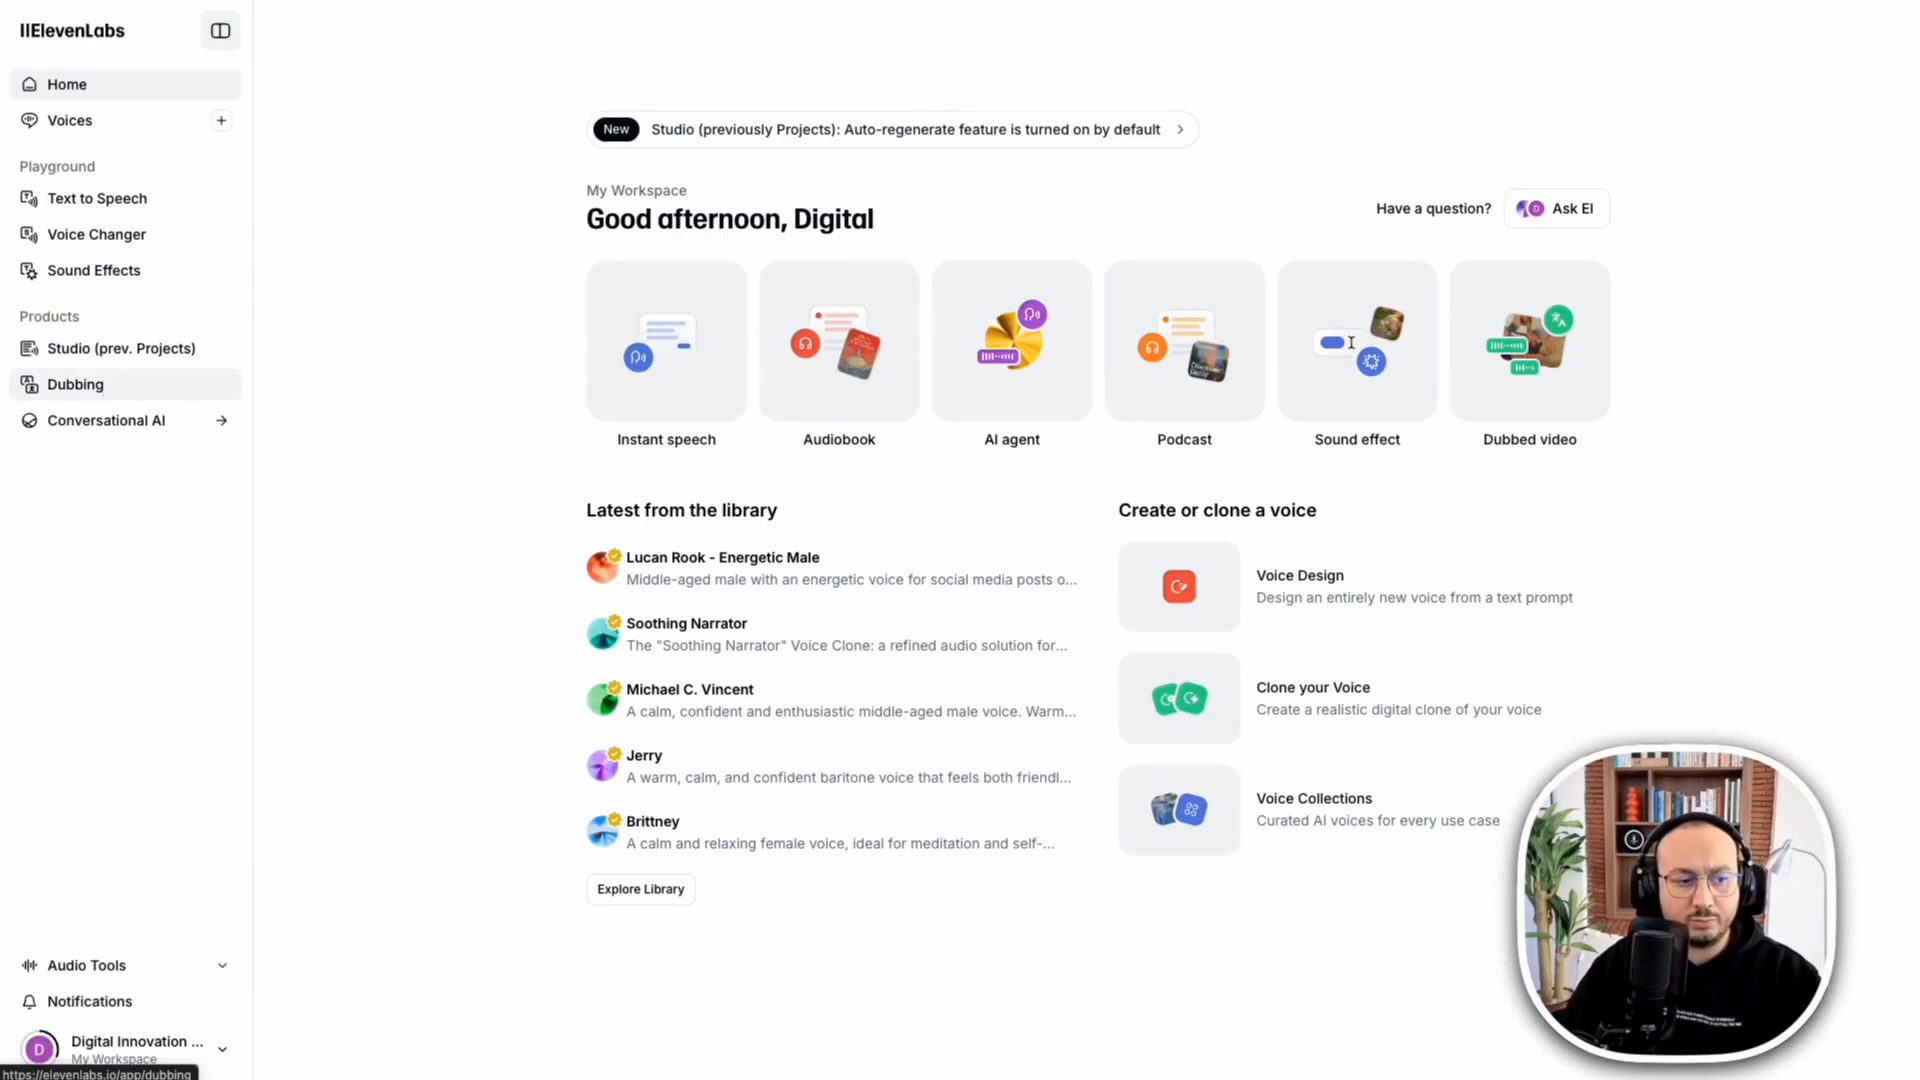 IIElevenLabs
Home
Voices
Playground
Text to Speech
Voice Changer
Sound Effects
Products
Studio (prev. Projects)
Dubbing
Conversational AI
Audio Tools
Notifications
D
Digital Innovation ...
My Workspace
https://elevenlabs.io/app/dubbing
New Studio (previously Projects): Auto-regenerate feature is turned on by default
My Workspace
Good afternoon, Digital
Have a question?
D Ask El
Instant speech
Audiobook
AI agent
Podcast
Sound effect
Dubbed video
Latest from the library
Lucan Rook - Energetic Male
Middle-aged male with an energetic voice for social media posts o...
Soothing Narrator
The "Soothing Narrator" Voice Clone: a refined audio solution for...
Michael C. Vincent
A calm, confident and enthusiastic middle-aged male voice. Warm...
Jerry
A warm, calm, and confident baritone voice that feels both friendl...
Brittney
A calm and relaxing female voice, ideal for meditation and self-...
Explore Library
Create or clone a voice
Voice Design
Design an entirely new voice from a text prompt
Clone your Voice
Create a realistic digital clone of your voice
Voice Collections
Curated AI voices for every use case